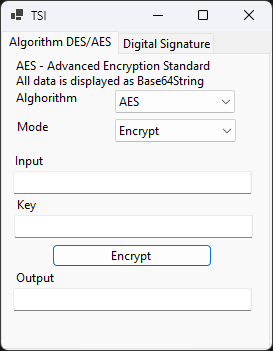 TSI
Algorithm DES/AES Digital Signature
AES - Advanced Encryption Standard
All data is displayed as Base64String
Alghorithm AES
Mode Encrypt
Input
Key
Encrypt
Output